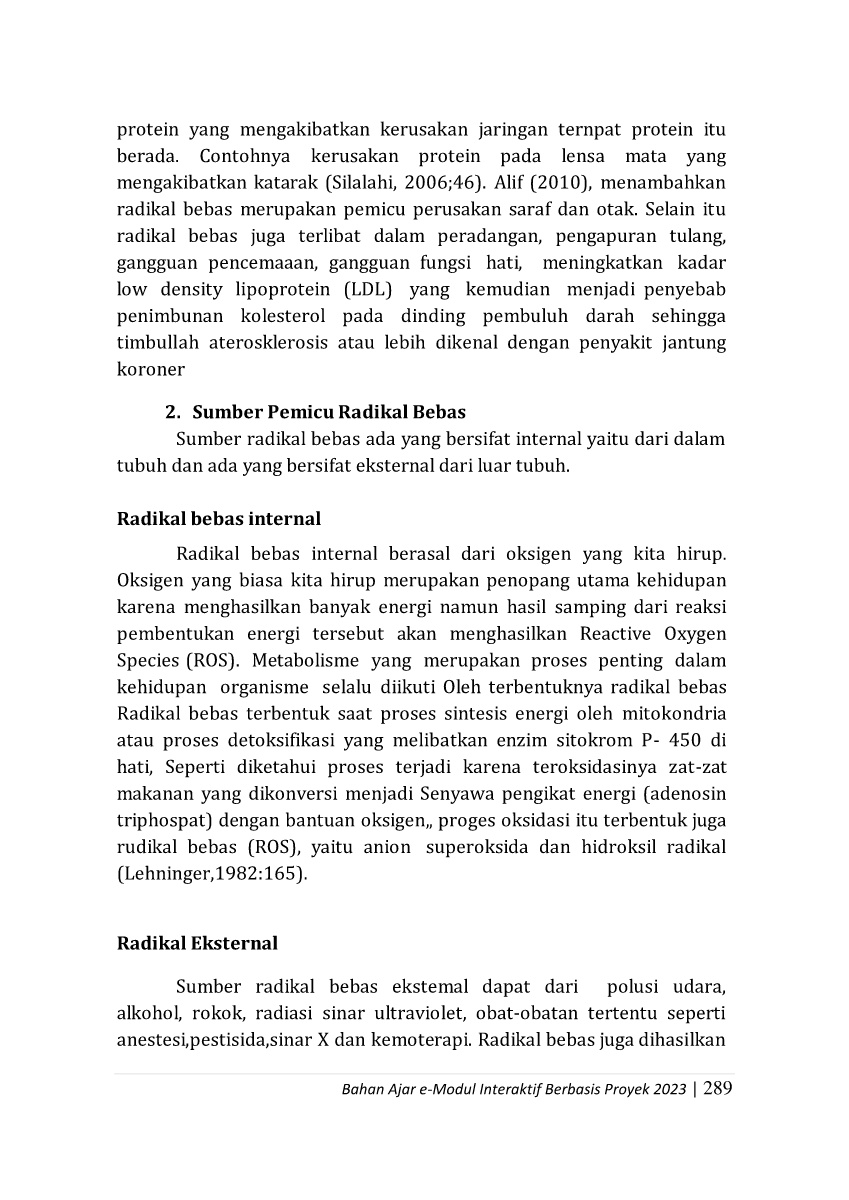 protein yang mengakibatkan kerusakan jaringan ternpat protein itu
berada. Contohnya kerusakan protein pada lensa mata yang
mengakibatkan katarak (Silalahi, 2006;46). Alif (2010), menambahkan
radikal bebas merupakan pemicu perusakan saraf dan otak. Selain itu
radikal bebas juga terlibat dalam peradangan, pengapuran tulang,
gangguan pencemaaan, gangguan fungsi hati, meningkatkan kadar
low density lipoprotein (LDL) yang kemudian menjadi penyebab
penimbunan kolesterol pada dinding pembuluh darah sehingga
timbullah aterosklerosis atau lebih dikenal dengan penyakit jantung
koroner
2. Sumber Pemicu Radikal Bebas
Sumber radikal bebas ada yang bersifat internal yaitu dari dalam
tubuh dan ada yang bersifat eksternal dari luar tubuh.
Radikal bebas internal
Radikal bebas internal berasal dari oksigen yang kita hirup.
Oksigen yang biasa kita hirup merupakan penopang utama kehidupan
karena menghasilkan banyak energi namun hasil samping dari reaksi
pembentukan energi tersebut akan menghasilkan Reactive Oxygen
Species (ROS). Metabolisme yang merupakan proses penting dalam
kehidupan organisme selalu diikuti Oleh terbentuknya radikal bebas
Radikal bebas terbentuk saat proses sintesis energi oleh mitokondria
atau proses detoksifikasi yang melibatkan enzim sitokrom P- 450 di
hati, Seperti diketahui proses terjadi karena teroksidasinya zat-zat
makanan yang dikonversi menjadi Senyawa pengikat energi (adenosin
triphospat) dengan bantuan oksigen„ proges oksidasi itu terbentuk juga
rudikal bebas (ROS), yaitu anion superoksida dan hidroksil radikal
(Lehninger,1982:165).
Radikal Eksternal
Sumber radikal bebas ekstemal dapat dari polusi udara,
alkohol, rokok, radiasi sinar ultraviolet, obat-obatan tertentu seperti
anestesi,pestisida,sinar X dan kemoterapi. Radikal bebas juga dihasilkan
Bahan Ajar e-Modul Interaktif Berbasis Proyek 2023 | 289